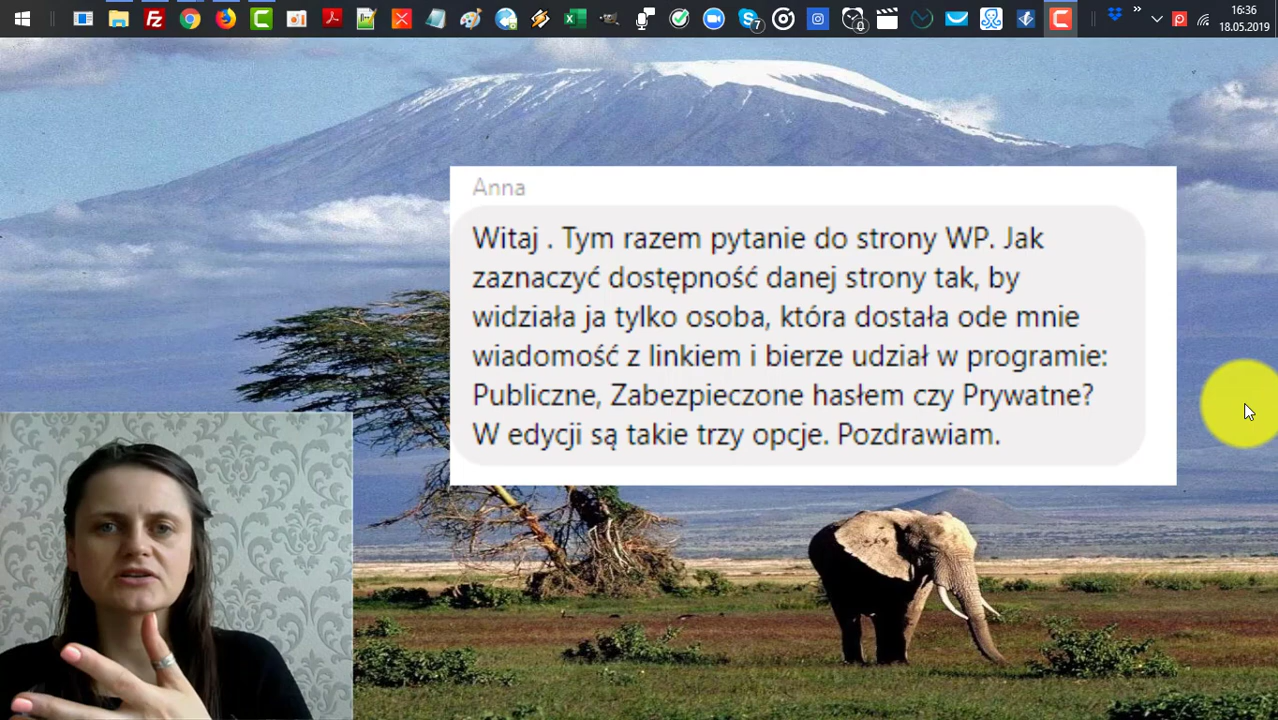 16:36
18.05.2019
7
0
Anna
Witaj . Tym razem pytanie do strony WP. Jak
zaznaczyć dostępność danej strony tak, by
widziała ja tylko osoba, która dostała ode mnie
wiadomość z linkiem i bierze udział w programie:
Publiczne, Zabezpieczone hasłem czy Prywatne?
W edycji są takie trzy opcje. Pozdrawiam.